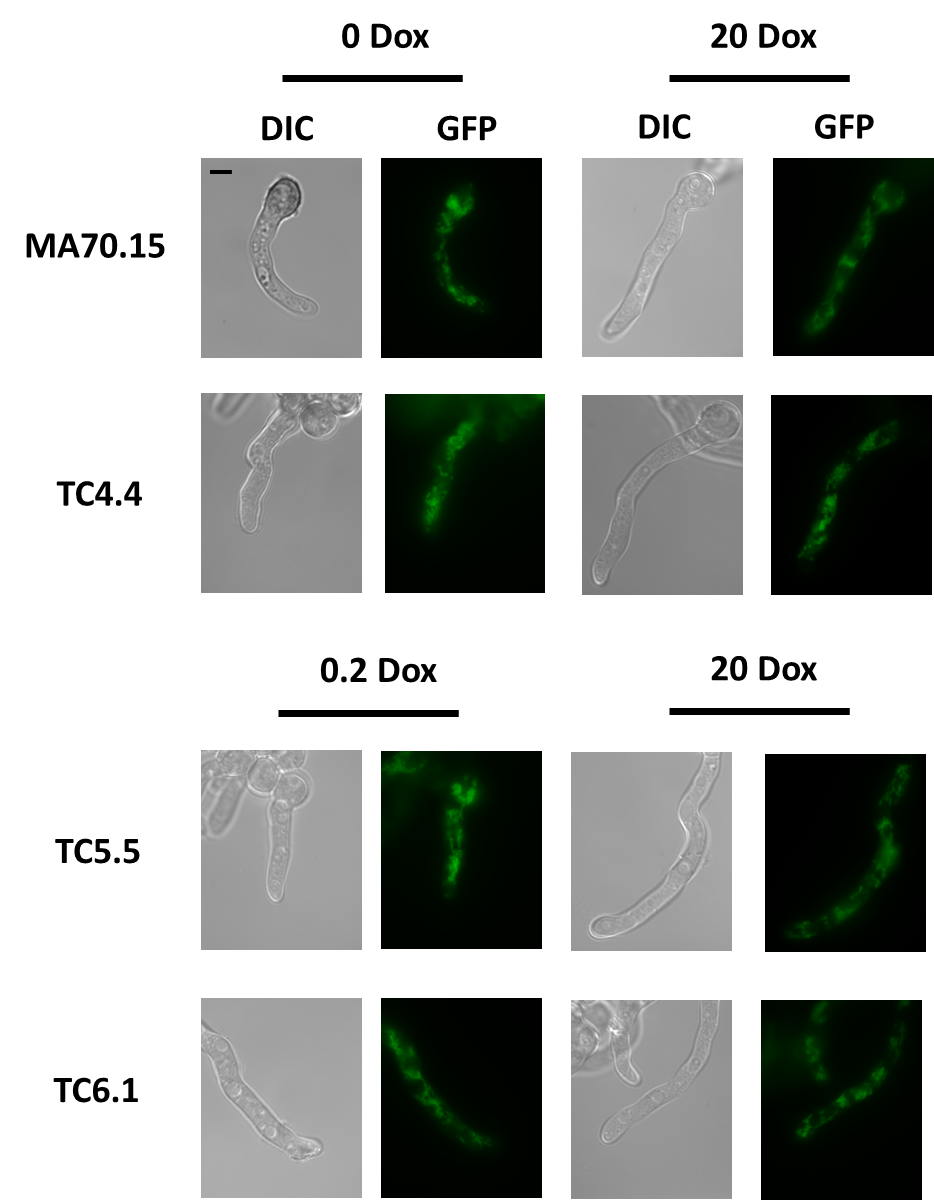 0 Dox 20 Dox
DIC GFP DIC GFP
MA70.15
TC4.4
0.2 Dox 20 Dox
TC5.5
TC6.1